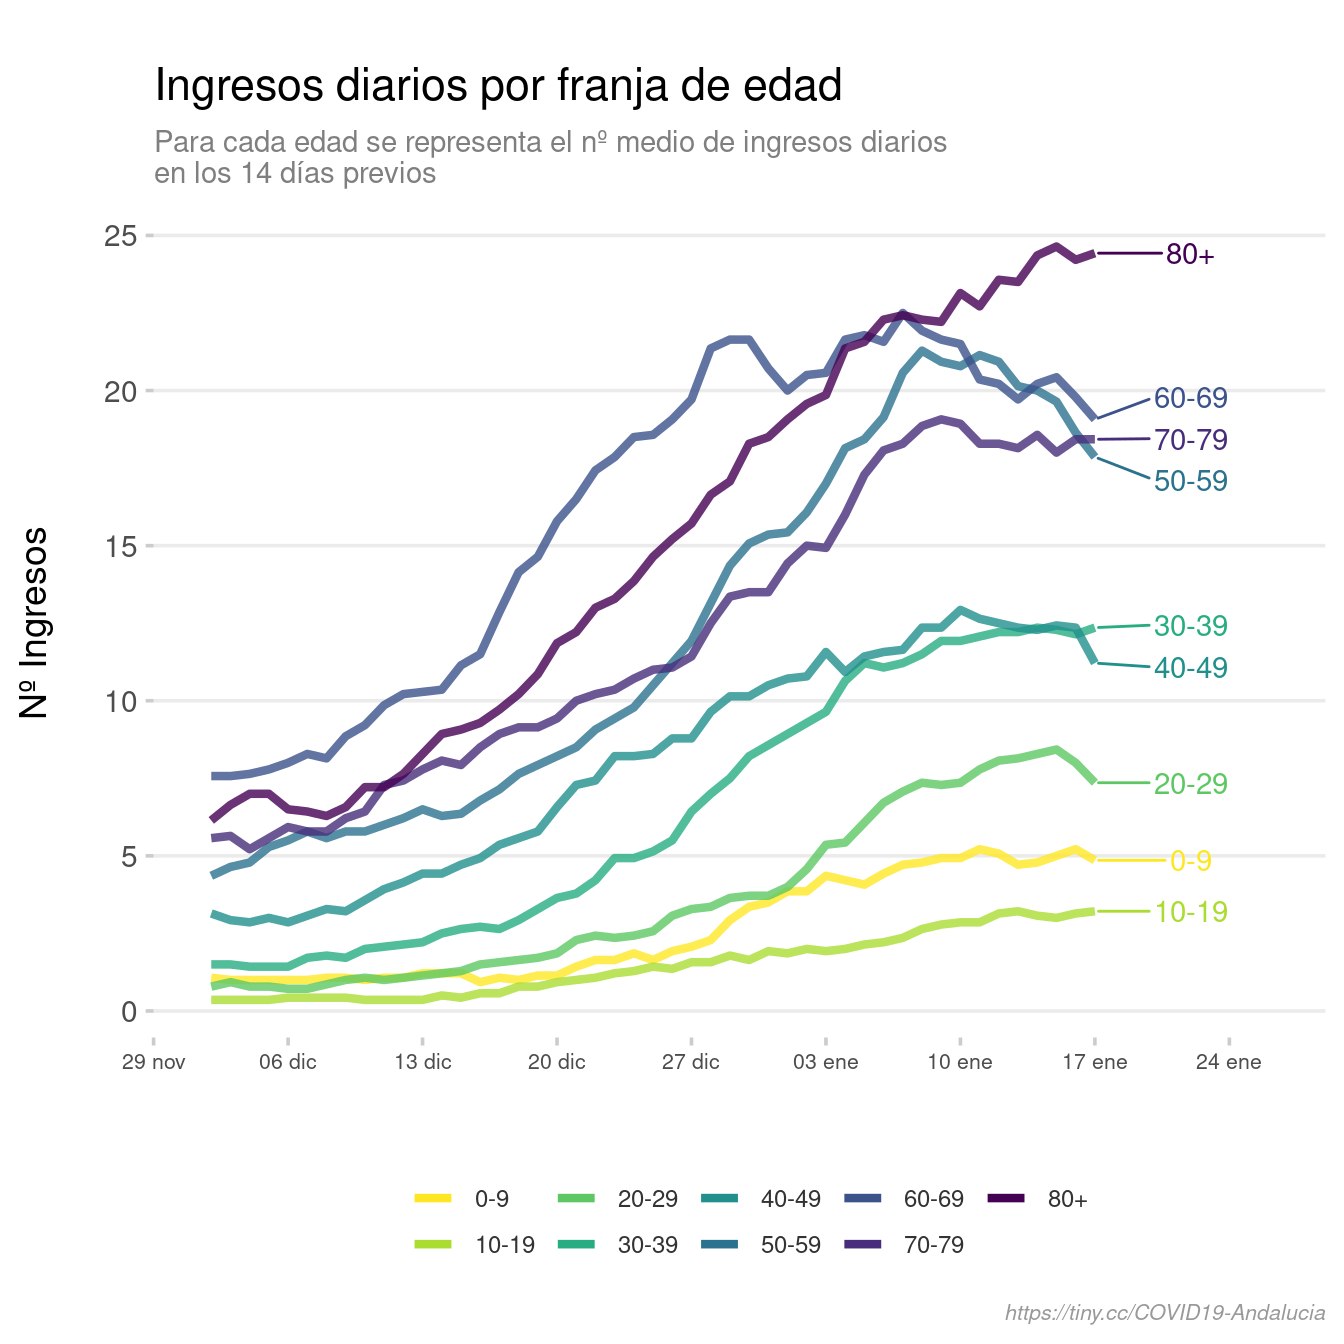 Ingresos diarios por franja de edad
Para cada edad se representa el nº medio de ingresos diarios
en los 14 días previos
Nº Ingresos
25
20
15
10
5
0
80+
60-69
70-79
50-59
30-39
40-49
20-29
0-9
10-19
29 nov 06 dic 13 dic 20 dic 27 dic 03 ene 10 ene 17 ene 24 ene
0-9 20-29 40-49 60-69 80+
10-19 30-39 50-59 70-79
https://tiny.cc/COVID19-Andalucia